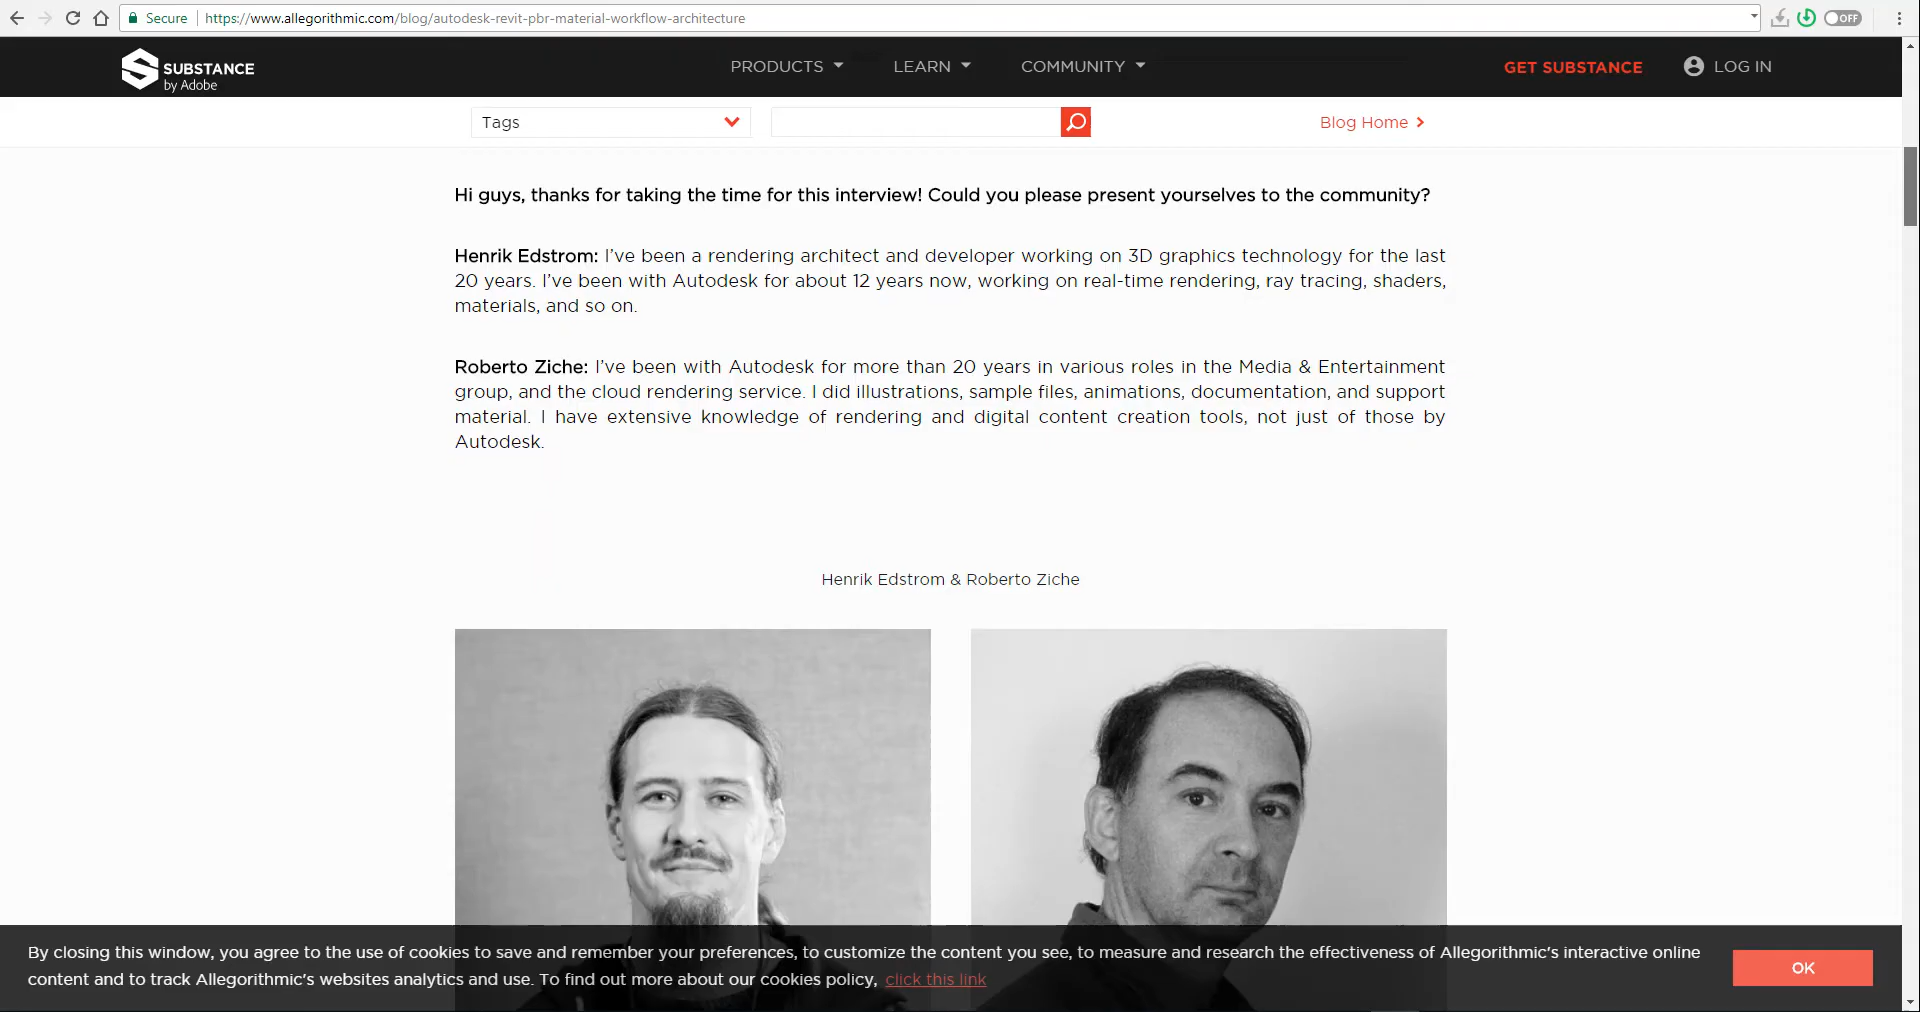 Secure https://www.allegorithmic.com/blog/autodesk-revit-pbr-material-workflow-architecture OFF
SUBSTANCE
by Adobe
PRODUCTS LEARN COMMUNITY GET SUBSTANCE LOG IN
Tags Blog Home
Hi guys, thanks for taking the time for this interview! Could you please present yourselves to the community?
Henrik Edstrom: I’ve been a rendering architect and developer working on 3D graphics technology for the last
20 years. I’ve been with Autodesk for about 12 years now, working on real-time rendering, ray tracing, shaders,
materials, and so on.
Roberto Ziche: I’ve been with Autodesk for more than 20 years in various roles in the Media & Entertainment
group, and the cloud rendering service. I did illustrations, sample files, animations, documentation, and support
material. I have extensive knowledge of rendering and digital content creation tools, not just of those by
Autodesk.
Henrik Edstrom & Roberto Ziche
By closing this window, you agree to the use of cookies to save and remember your preferences, to customize the content you see, to measure and research the effectiveness of Allegorithmic's interactive online
content and to track Allegorithmic's websites analytics and use. To find out more about our cookies policy, click this link
OK